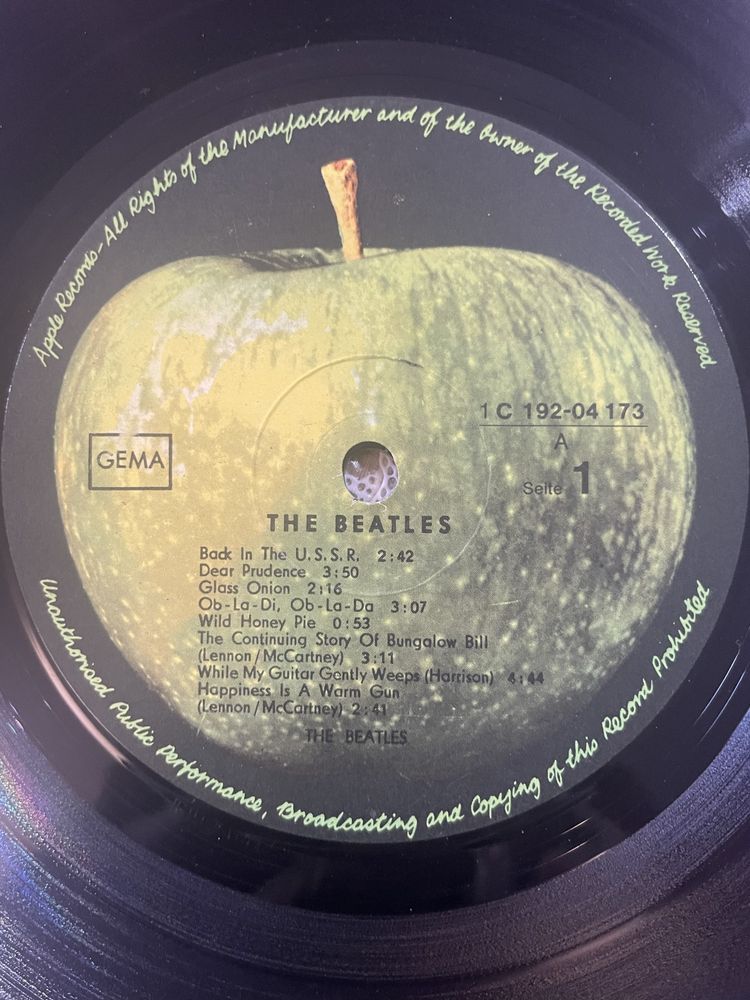 Apple Records - All Rights of the Manufacturer and of the Owner of the Recorded Work Reserved
1 C 192-04 173
A
Seite 1
GEMA
THE BEATLES
Back In The U.S.S.R. 2:42
Dear Prudence 3:50
Glass Onion 2:16
Ob-La-Di, Ob-La-Da 3:07
Wild Honey Pie 0:53
The Continuing Story Of Bungalow Bill
(Lennon/McCartney) 3:11
While My Guitar Gently Weeps (Harrison) 4:44
Happiness Is A Warm Gun
(Lennon/McCartney) 2:41
THE BEATLES
Unauthorised Public Performance, Broadcasting and Copying of this Record Prohibited